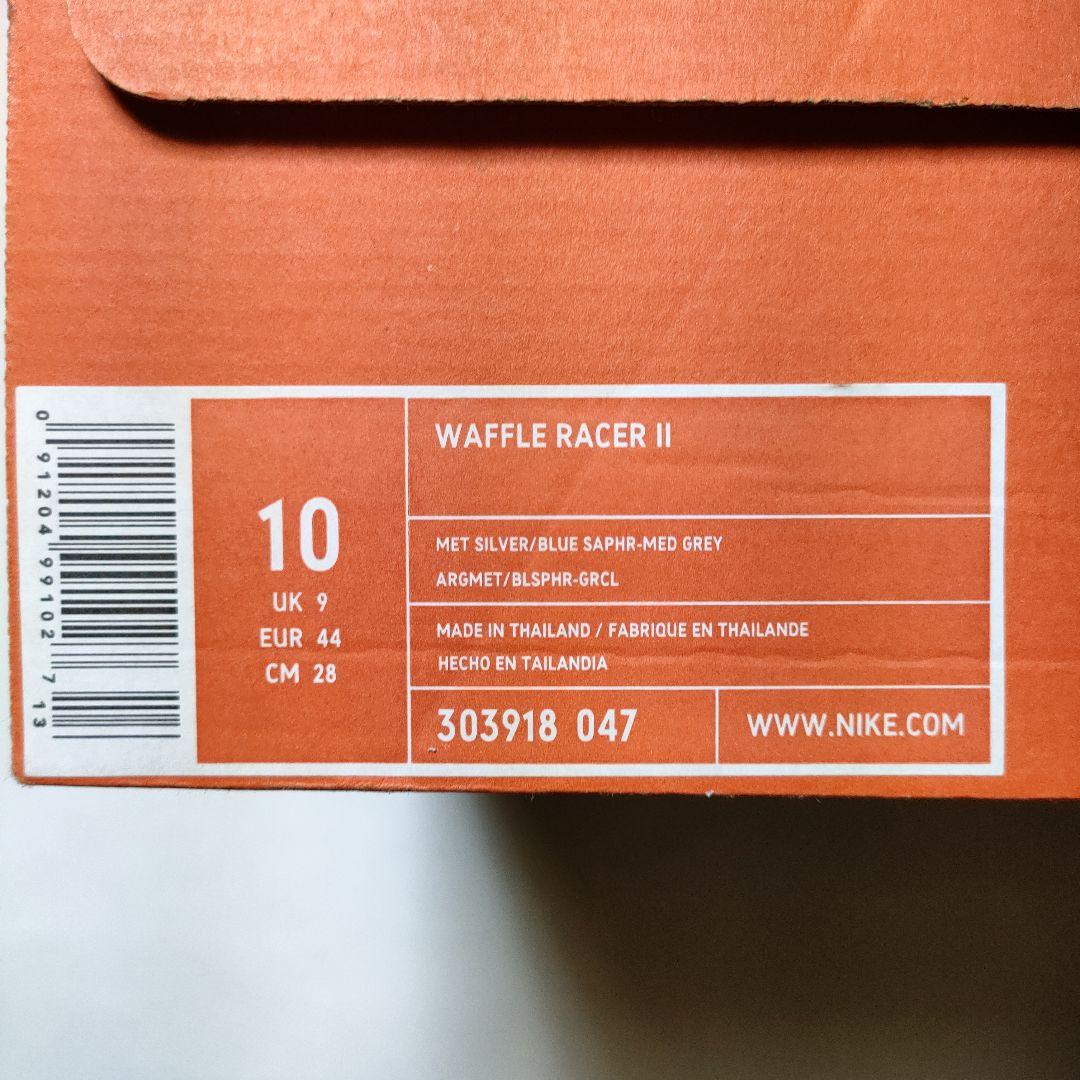 0 91204 99102 7 13
10
UK 9
EUR 44
CM 28
WAFFLE RACER II
MET SILVER/BLUE SAPHR-MED GREY
ARGMET/BLSPHR-GRCL
MADE IN THAILAND / FABRIQUE EN THAILANDE
HECHO EN TAILANDIA
303918 047
WWW.NIKE.COM